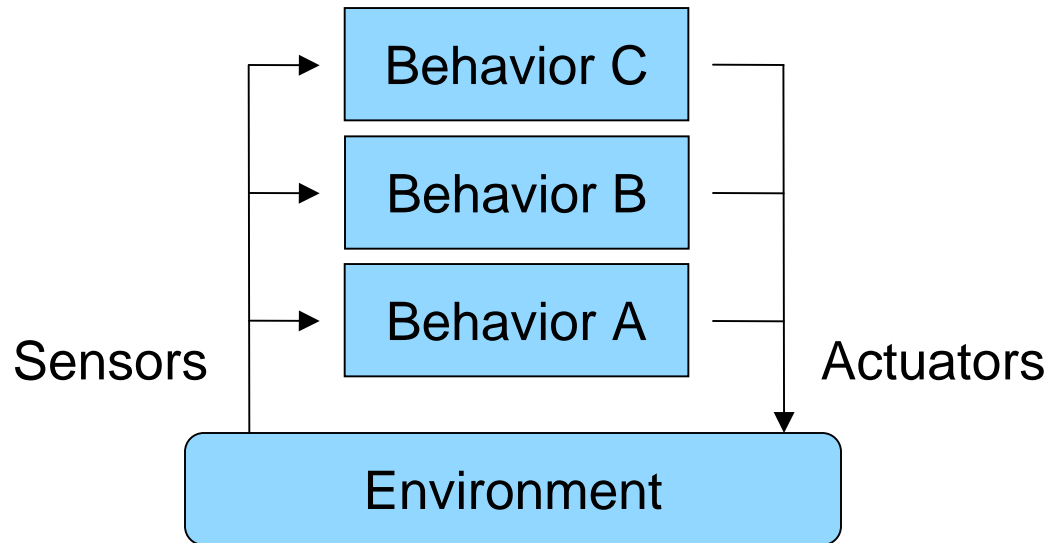 Behavior C
Behavior B
Behavior A
Sensors
Actuators
Environment